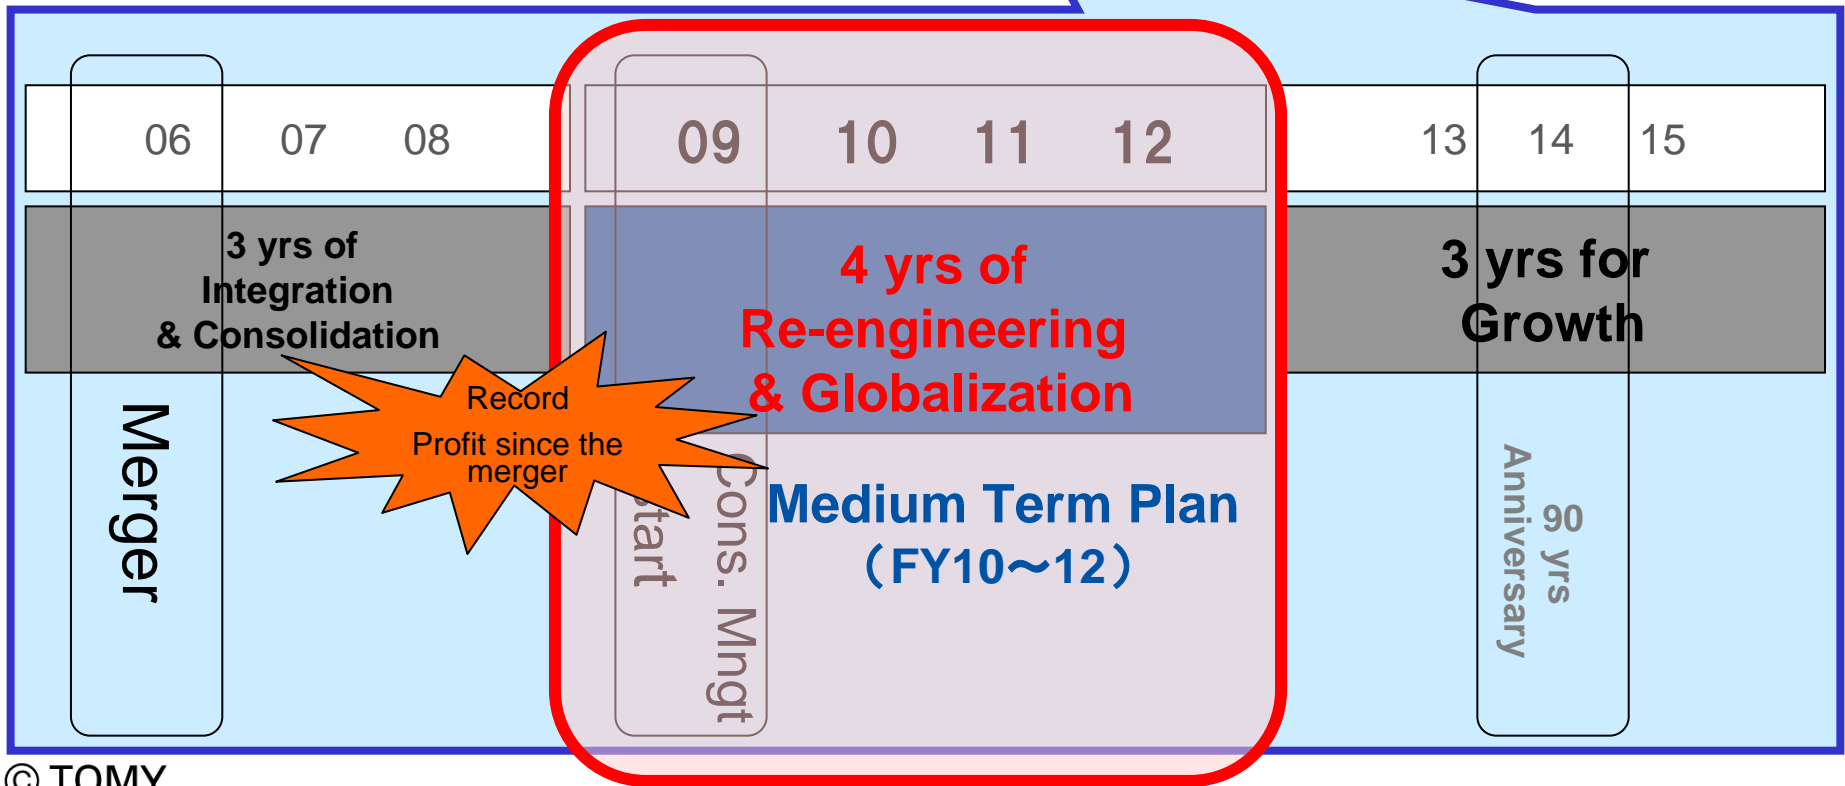 06 07 08 09 10 11 12 13 14 15
3 yrs of
Integration
& Consolidation
4 yrs of
Re-engineering
& Globalization
3 yrs for
Growth
Record
Profit since the
merger
Merger
Cons. Mngt
Start
Medium Term Plan
（FY10～12）
90 yrs
Anniversary
© TOMY